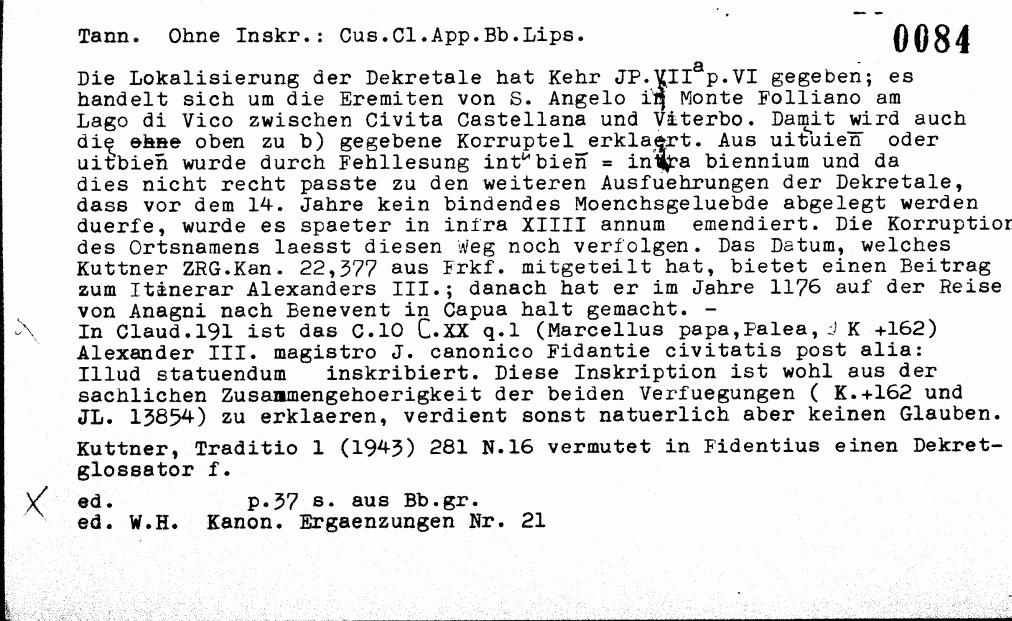 0084
Tann. Ohne Inskr.: Cus.Cl.App.Bb.Lips.
Die Lokalisierung der Dekretale hat Kehr JP.VIIap.VI gegeben; es
handelt sich um die Eremiten von S. Angelo in Monte Folliano am
Lago di Vico zwischen Civita Castellana und Viterbo. Damit wird auch
die ohne oben zu b) gegebene Korruptel erklaert. Aus uituien̄ oder
uitbien̄ wurde durch Fehllesung int bien̄ = intra biennium und da
dies nicht recht passte zu den weiteren Ausfuehrungen der Dekretale,
dass vor dem 14. Jahre kein bindendes Moenchsgeluebde abgelegt werden
duerfe, wurde es spaeter in infra XIIII annum emendiert. Die Korruption
des Ortsnamens laesst diesen Weg noch verfolgen. Das Datum, welches
Kuttner ZRG.Kan. 22,377 aus Frkf. mitgeteilt hat, bietet einen Beitrag
zum Itinerar Alexanders III.; danach hat er im Jahre 1176 auf der Reise
von Anagni nach Benevent in Capua halt gemacht. -
In Claud.191 ist das C.10 C.XX q.1 (Marcellus papa,Palea, J K +162)
Alexander III. magistro J. canonico Fidantie civitatis post alia:
Illud statuendum inskribiert. Diese Inskription ist wohl aus der
sachlichen Zusammengehoerigkeit der beiden Verfuegungen ( K.+162 und
JL. 13854) zu erklaeren, verdient sonst natuerlich aber keinen Glauben.
Kuttner, Traditio 1 (1943) 281 N.16 vermutet in Fidentius einen Dekret-
glossator f.
ed. p.37 s. aus Bb.gr.
ed. W.H. Kanon. Ergaenzungen Nr. 21